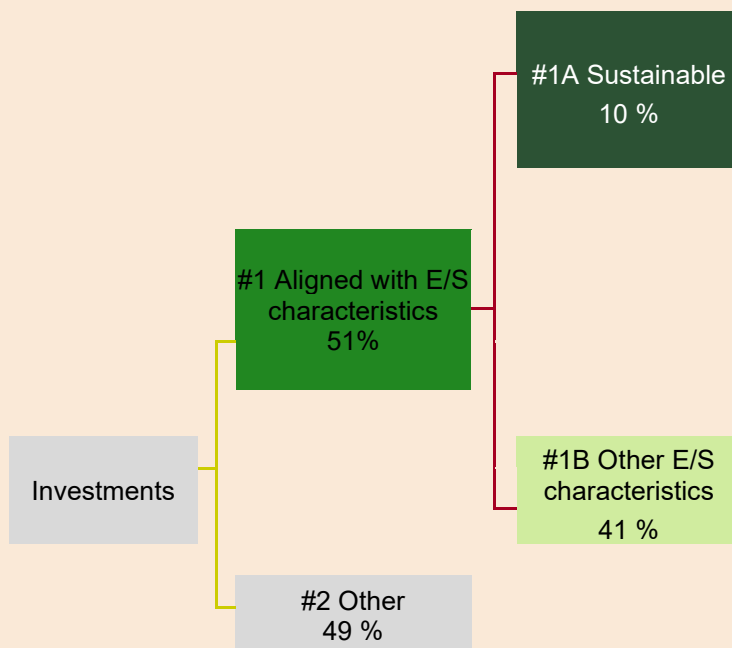 #1A Sustainable
10 %
#1 Aligned with E/S
characteristics
51%
Investments
#1B Other E/S
characteristics
41 %
#2 Other
49 %